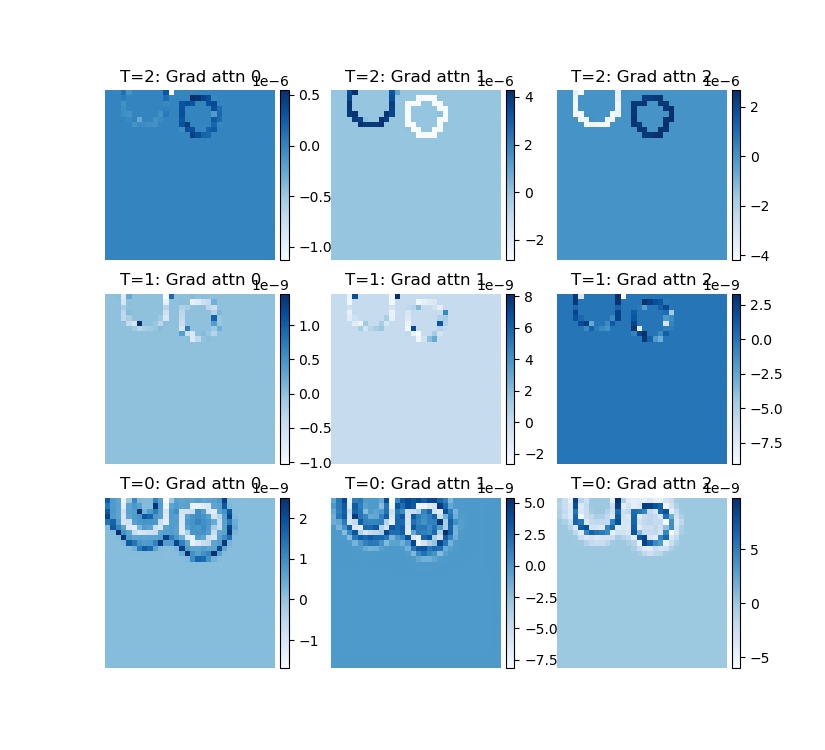 T=2: Grad attn 0
1e−6
0.5
0.0
−0.5
−1.0
T=2: Grad attn 1
1e−6
4
2
0
−2
T=2: Grad attn 2
1e−6
2
0
−2
−4
T=1: Grad attn 0
1e−9
1.0
0.5
0.0
−0.5
−1.0
T=1: Grad attn 1
1e−9
8
6
4
2
0
−2
T=1: Grad attn 2
1e−9
2.5
0.0
−2.5
−5.0
−7.5
T=0: Grad attn 0
1e−9
2
1
0
−1
T=0: Grad attn 1
1e−9
5.0
2.5
0.0
−2.5
−5.0
−7.5
T=0: Grad attn 2
1e−9
5
0
−5